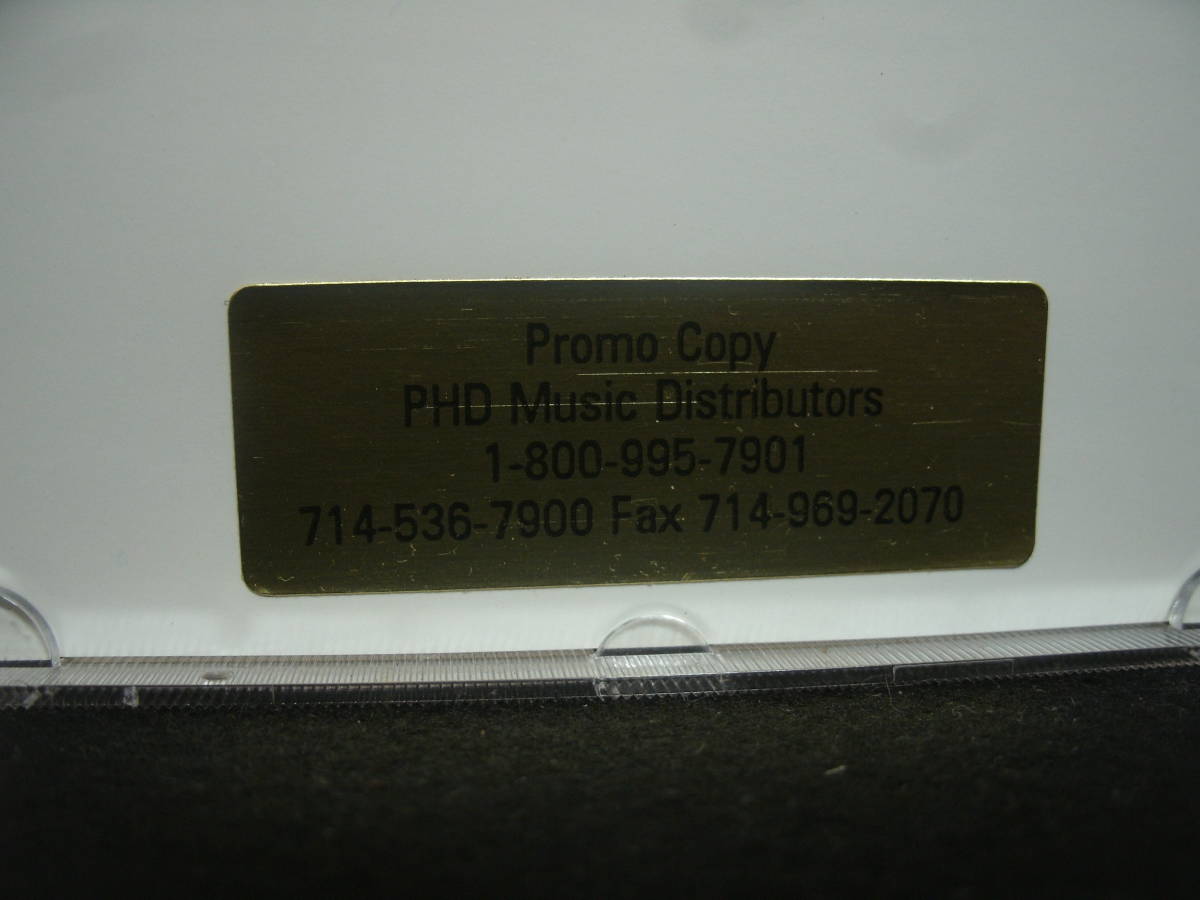 Promo Copy
PHD Music Distributors
1-800-995-7901
714-536-7900 Fax 714-969-2070